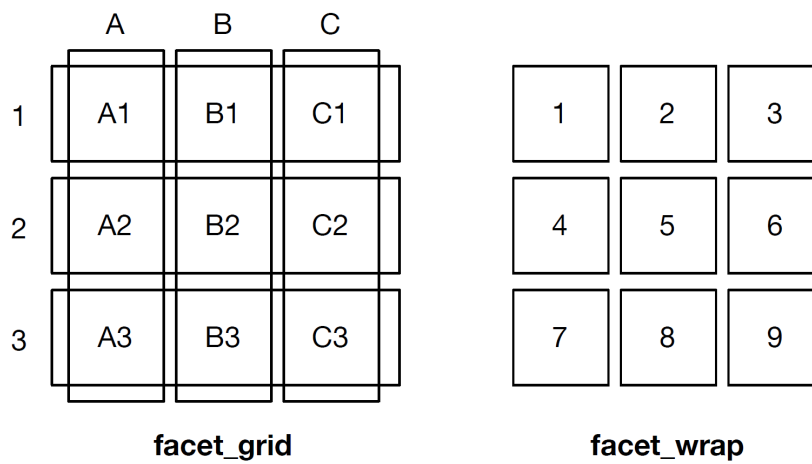 A B C
1 A1 B1 C1 1 2 3
2 A2 B2 C2 4 5 6
3 A3 B3 C3 7 8 9
facet_grid facet_wrap